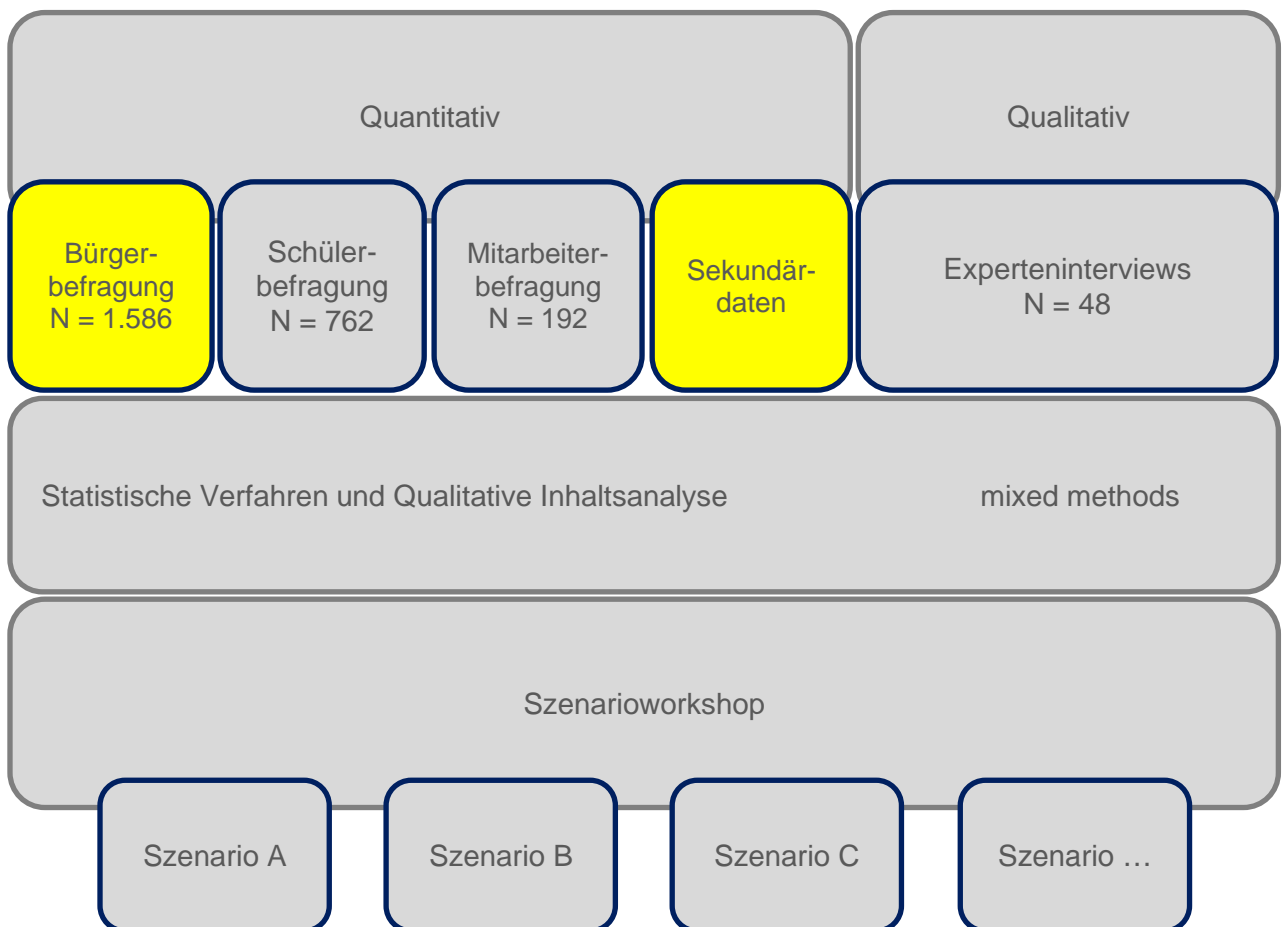 Quantitativ
Qualitativ
Bürger-
befragung
N = 1.586
Schüler-
befragung
N = 762
Mitarbeiter-
befragung
N = 192
Sekundär-
daten
Experteninterviews
N = 48
Statistische Verfahren und Qualitative Inhaltsanalyse
mixed methods
Szenarioworkshop
Szenario A
Szenario B
Szenario C
Szenario …